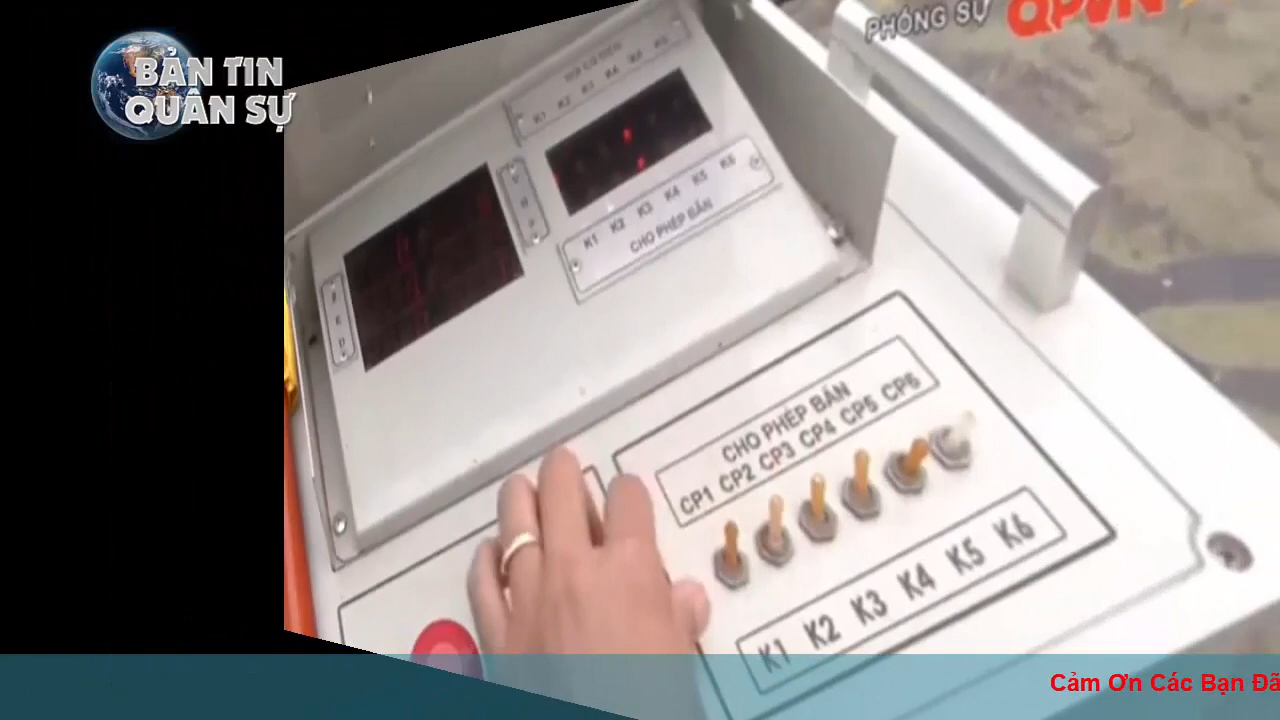 BẢN TIN
QUÂN SỰ
PHÓNG SỰ QPVN
K1 K2 K3 K4 K5 K6
CHO PHÉP BẮN
CHO PHÉP BẮN
CP1 CP2 CP3 CP4 CP5 CP6
K1 K2 K3 K4 K5 K6
Cảm Ơn Các Bạn Đã